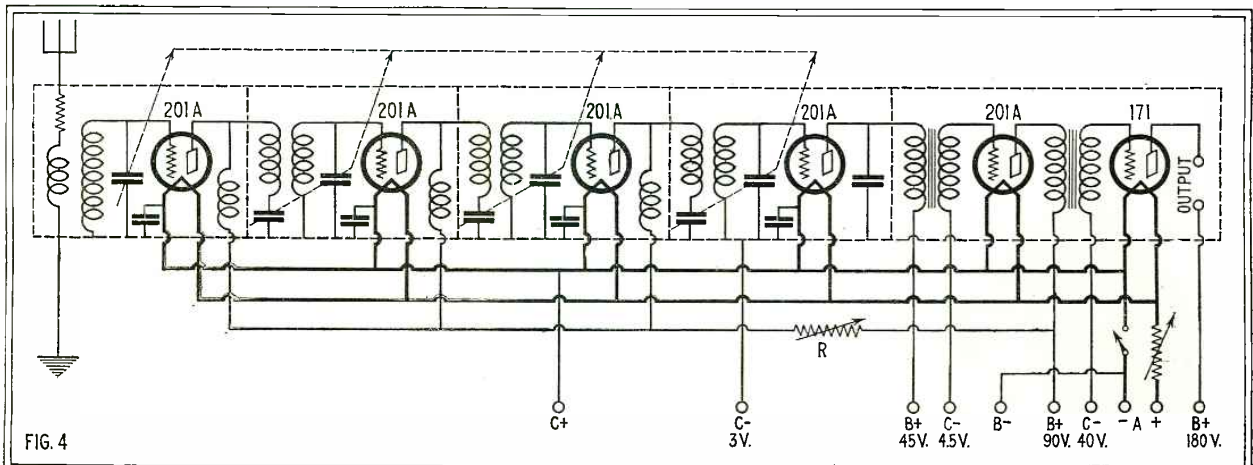 201A
201A
201A
201A
201A
171
OUTPUT
R
C+
C-
3V.
B+
45V.
C-
4.5V.
B-
B+
90V.
C-
40V.
- A +
B+
180V.
FIG. 4